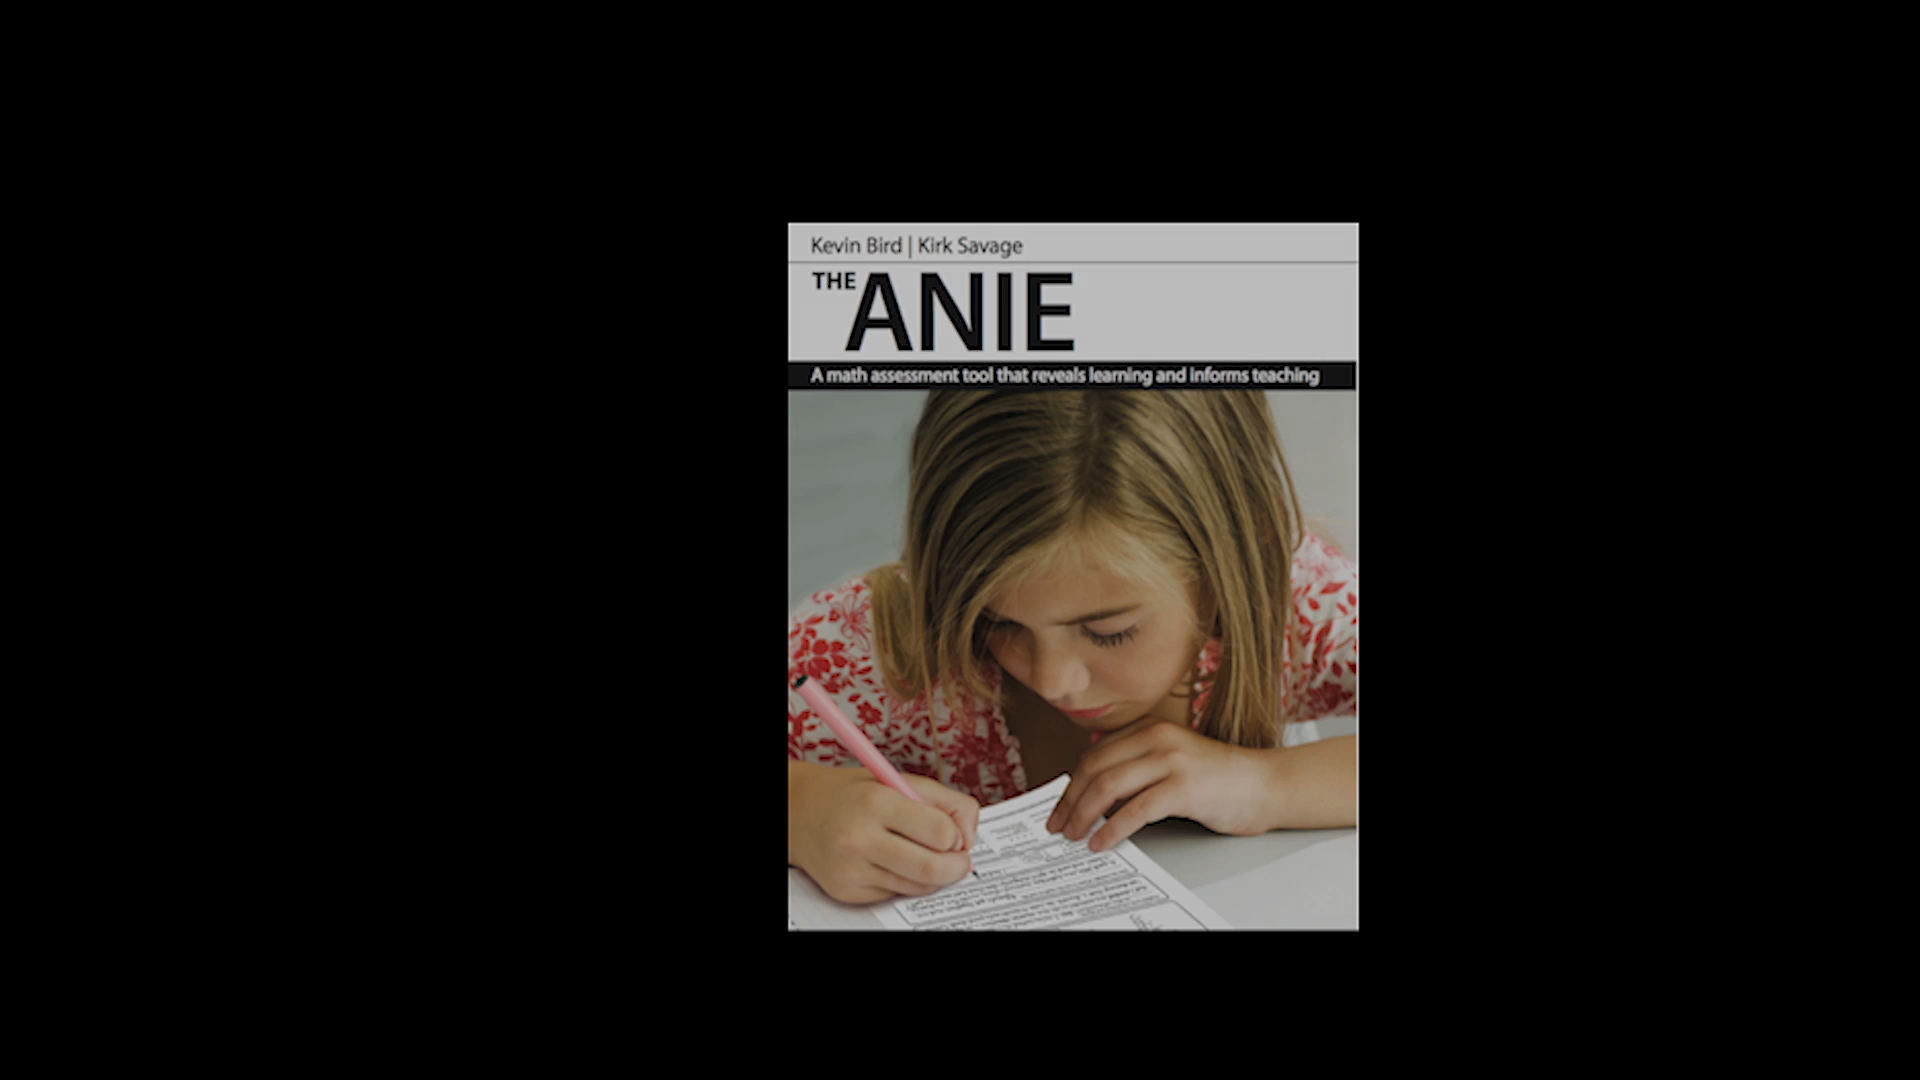 Kevin Bird | Kirk Savage
THE ANIE
A math assessment tool that reveals learning and informs teaching